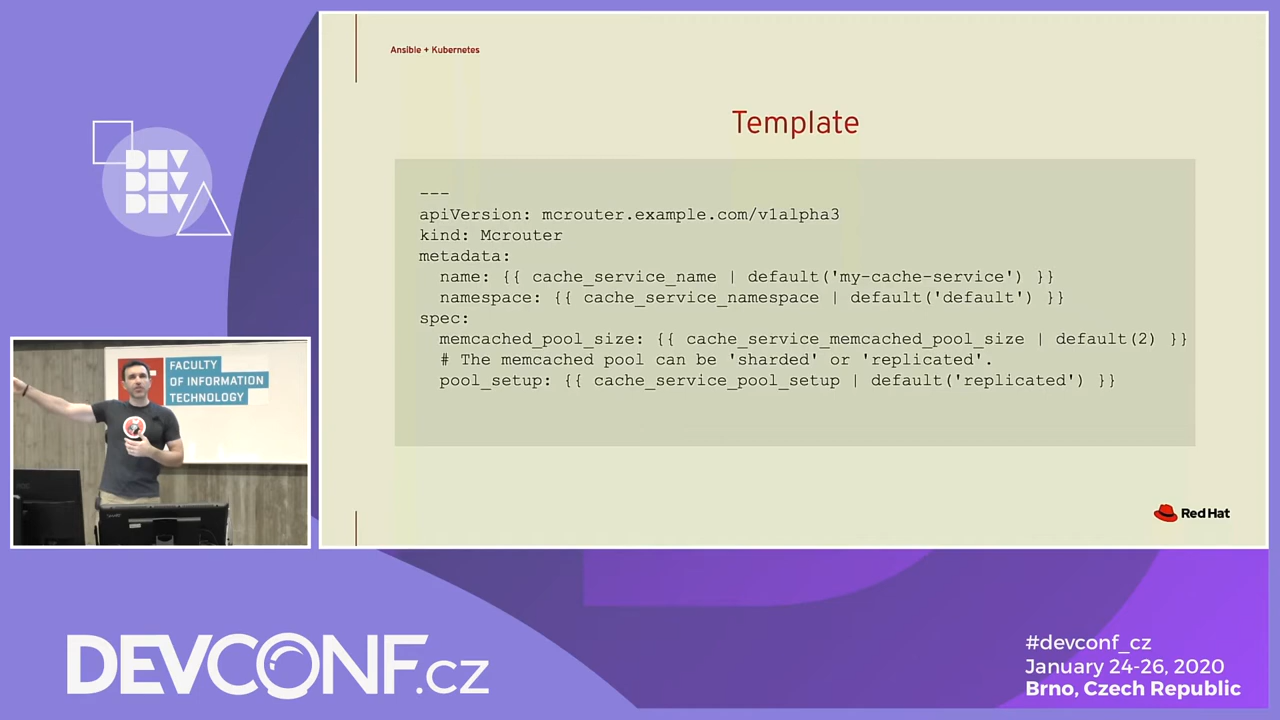 Ansible + Kubernetes
Template
---
apiVersion: mcrouter.example.com/v1alpha3
kind: Mcrouter
metadata:
  name: {{ cache_service_name | default('my-cache-service') }}
  namespace: {{ cache_service_namespace | default('default') }}
spec:
  memcached_pool_size: {{ cache_service_memcached_pool_size | default(2) }}
  # The memcached pool can be 'sharded' or 'replicated'.
  pool_setup: {{ cache_service_pool_setup | default('replicated') }}
Red Hat
DEV
DEV
DEV
FACULTY
OF INFORMATION
TECHNOLOGY
DEVCONF.cz
#devconf_cz
January 24-26, 2020
Brno, Czech Republic